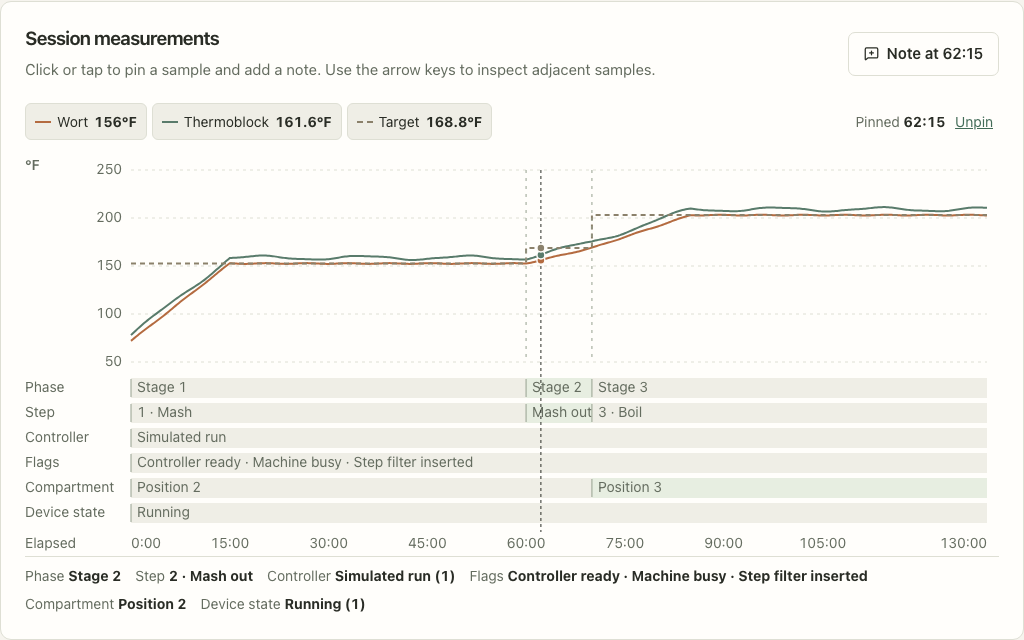 Session measurements
Click or tap to pin a sample and add a note. Use the arrow keys to inspect adjacent samples.
Note at 62:15
Wort 156°F
Thermoblock 161.6°F
Target 168.8°F
Pinned 62:15 Unpin
°F
250
200
150
100
50
Phase Stage 1 Stage 2 Stage 3
Step 1 · Mash Mash out 3 · Boil
Controller Simulated run
Flags Controller ready · Machine busy · Step filter inserted
Compartment Position 2 Position 3
Device state Running
Elapsed 0:00 15:00 30:00 45:00 60:00 75:00 90:00 105:00 130:00
Phase Stage 2 Step 2 · Mash out Controller Simulated run (1) Flags Controller ready · Machine busy · Step filter inserted
Compartment Position 2 Device state Running (1)